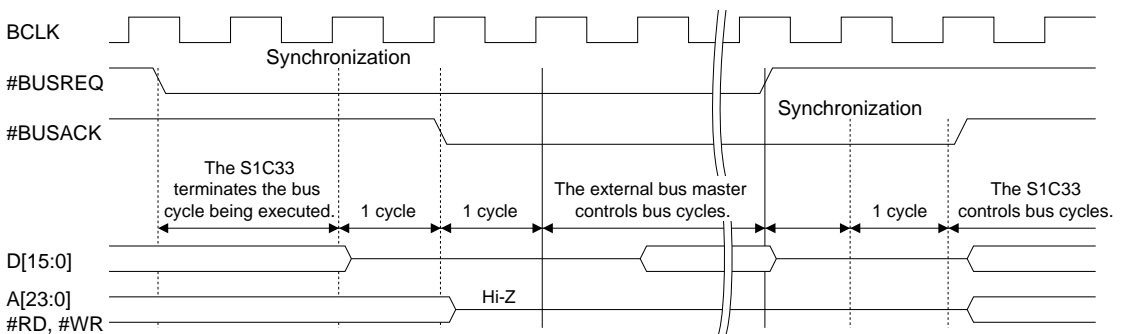 BCLK
Synchronization
#BUSREQ
Synchronization
#BUSACK
The S1C33
terminates the bus
cycle being executed.
1 cycle
1 cycle
The external bus master
controls bus cycles.
1 cycle
The S1C33
controls bus cycles.
D[15:0]
A[23:0]
Hi-Z
#RD, #WR